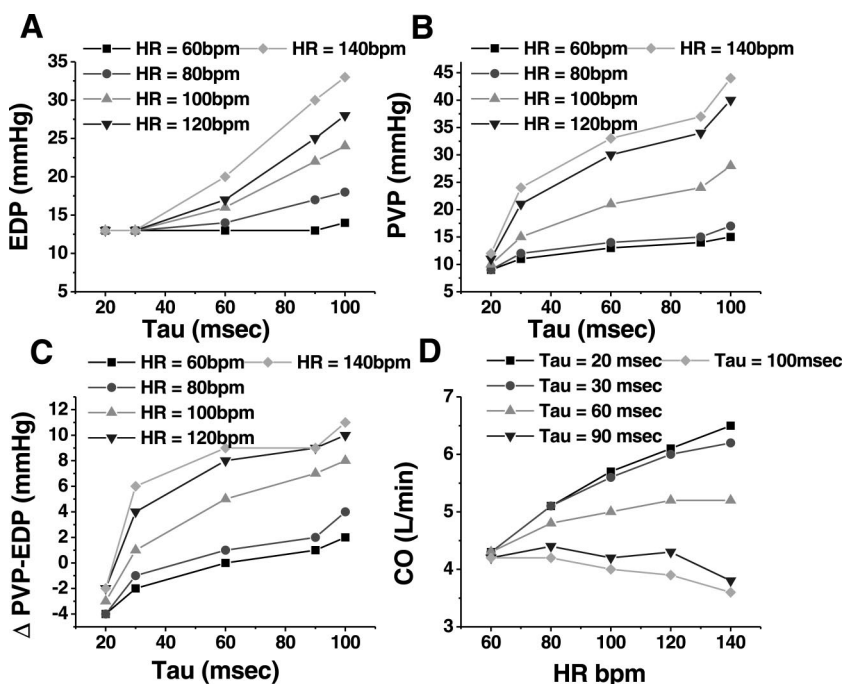 A
HR = 60bpm HR = 140bpm
HR = 80bpm
HR = 100bpm
HR = 120bpm
35
30
25
20
15
10
5
EDP (mmHg)
20 40 60 80 100
Tau (msec)
B
HR = 60bpm HR = 140bpm
HR = 80bpm
HR = 100bpm
HR = 120bpm
45
40
35
30
25
20
15
10
5
PVP (mmHg)
20 40 60 80 100
Tau (msec)
C
HR = 60bpm HR = 140bpm
HR = 80bpm
HR = 100bpm
HR = 120bpm
12
10
8
6
4
2
0
-2
-4
Δ PVP-EDP (mmHg)
20 40 60 80 100
Tau (msec)
D
Tau = 20 msec Tau = 100msec
Tau = 30 msec
Tau = 60 msec
Tau = 90 msec
7
6
5
4
3
CO (L/min)
60 80 100 120 140
HR bpm